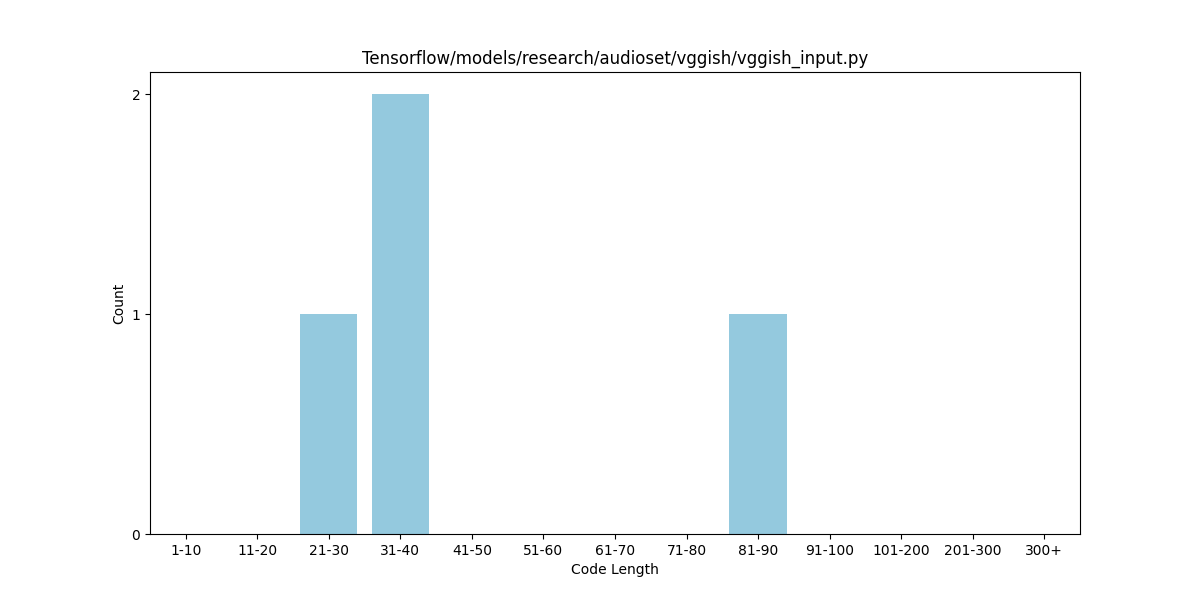 Tensorflow/models/research/audioset/vggish/vggish_input.py
2
1
0
Count
1-10 11-20 21-30 31-40 41-50 51-60 61-70 71-80 81-90 91-100 101-200 201-300 300+
Code Length